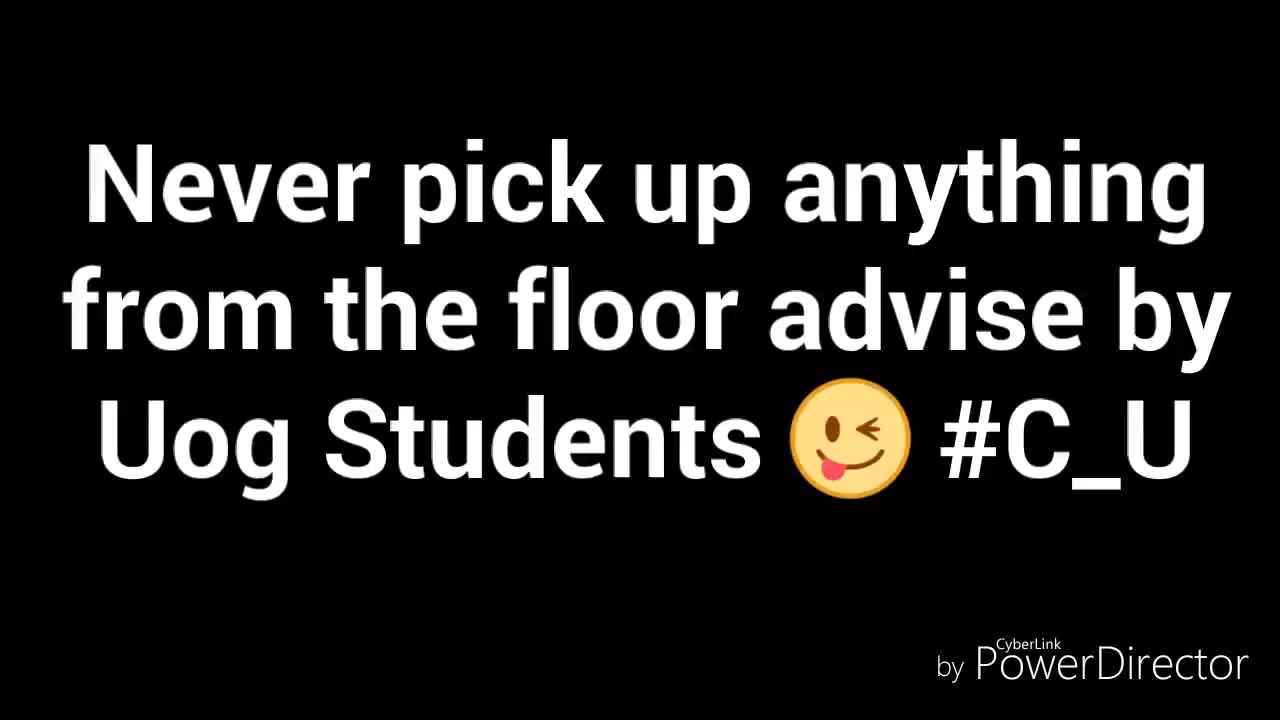 Never pick up anything
from the floor advise by
Uog Students 😜 #C_U
CyberLink
by PowerDirector